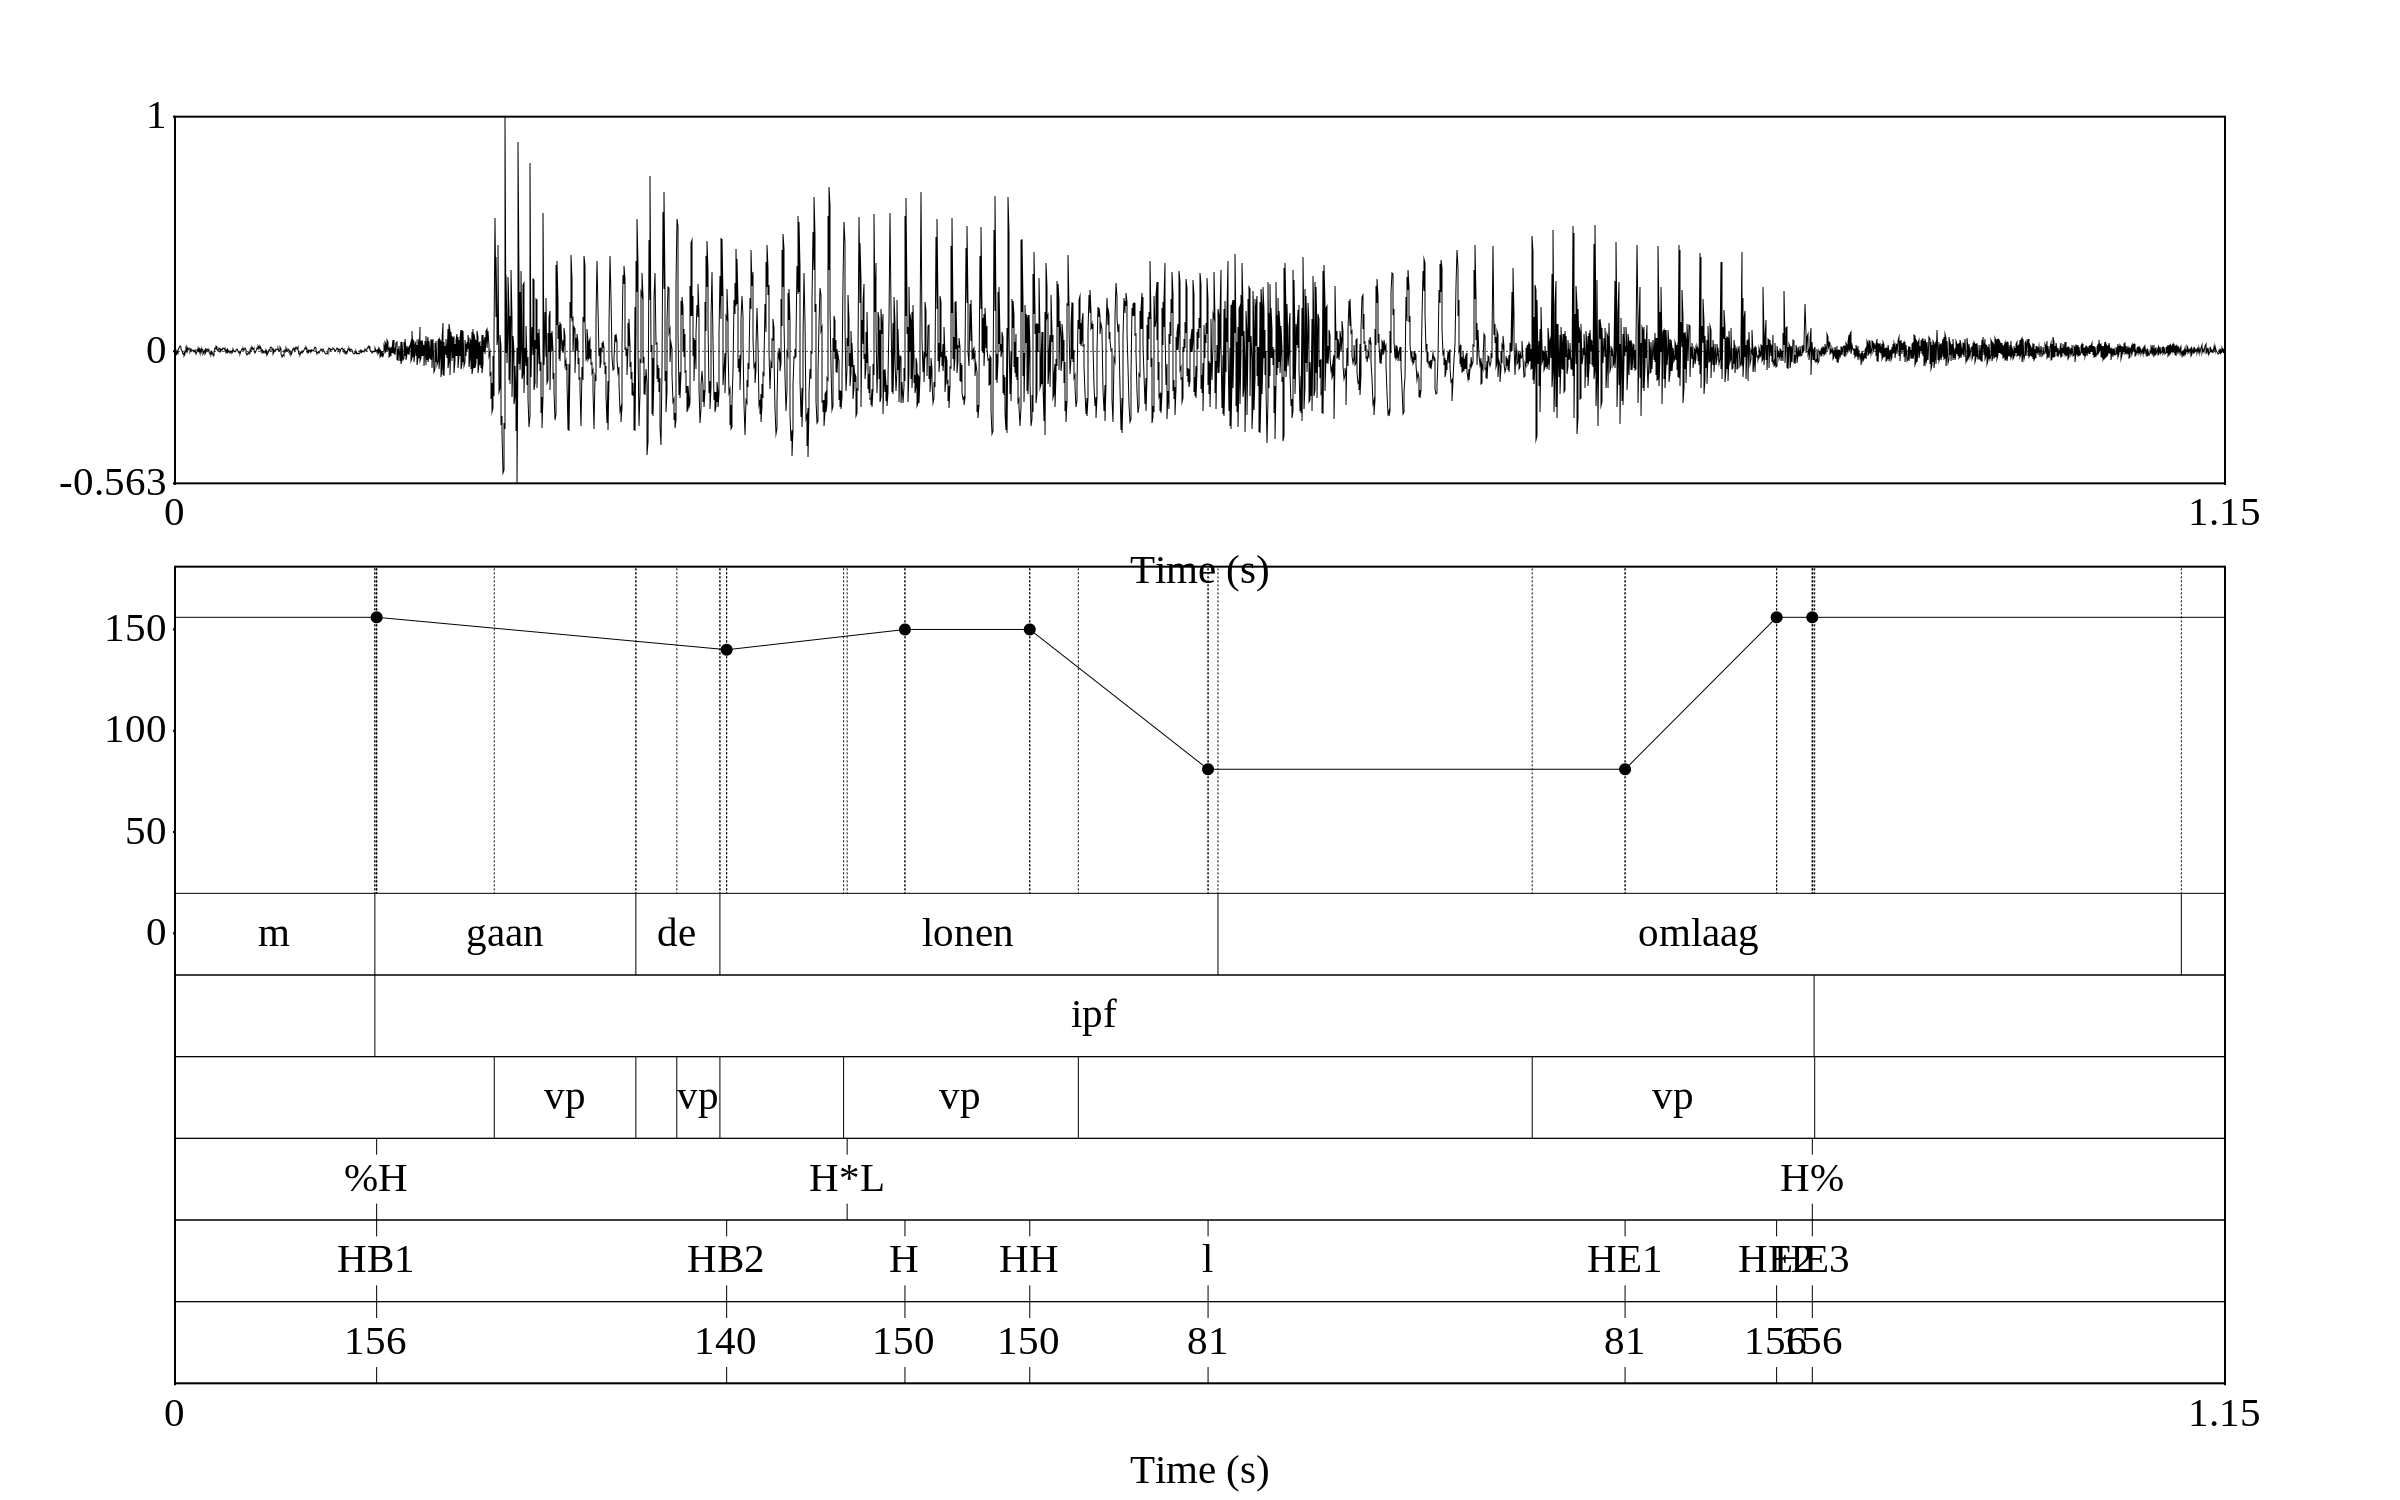 1
0
-0.563
0 1.15
Time (s)
150
100
50
0
m gaan de lonen omlaag
ipf
vp vp vp vp
%H H*L H%
HB1 HB2 H HH l HE1 HE2 HE3
156 140 150 150 81 81 156 156
0 1.15
Time (s)